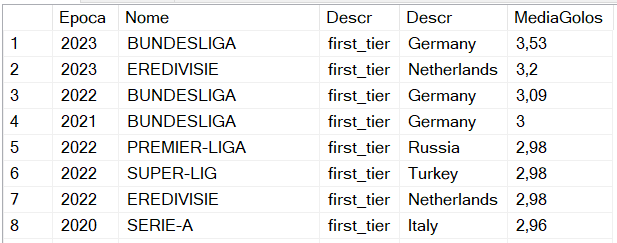 Epoca Nome Descr Descr MediaGolos
1 2023 BUNDESLIGA first_tier Germany 3,53
2 2023 EREDIVISIE first_tier Netherlands 3,2
3 2022 BUNDESLIGA first_tier Germany 3,09
4 2021 BUNDESLIGA first_tier Germany 3
5 2022 PREMIER-LIGA first_tier Russia 2,98
6 2022 SUPER-LIG first_tier Turkey 2,98
7 2022 EREDIVISIE first_tier Netherlands 2,98
8 2020 SERIE-A first_tier Italy 2,96